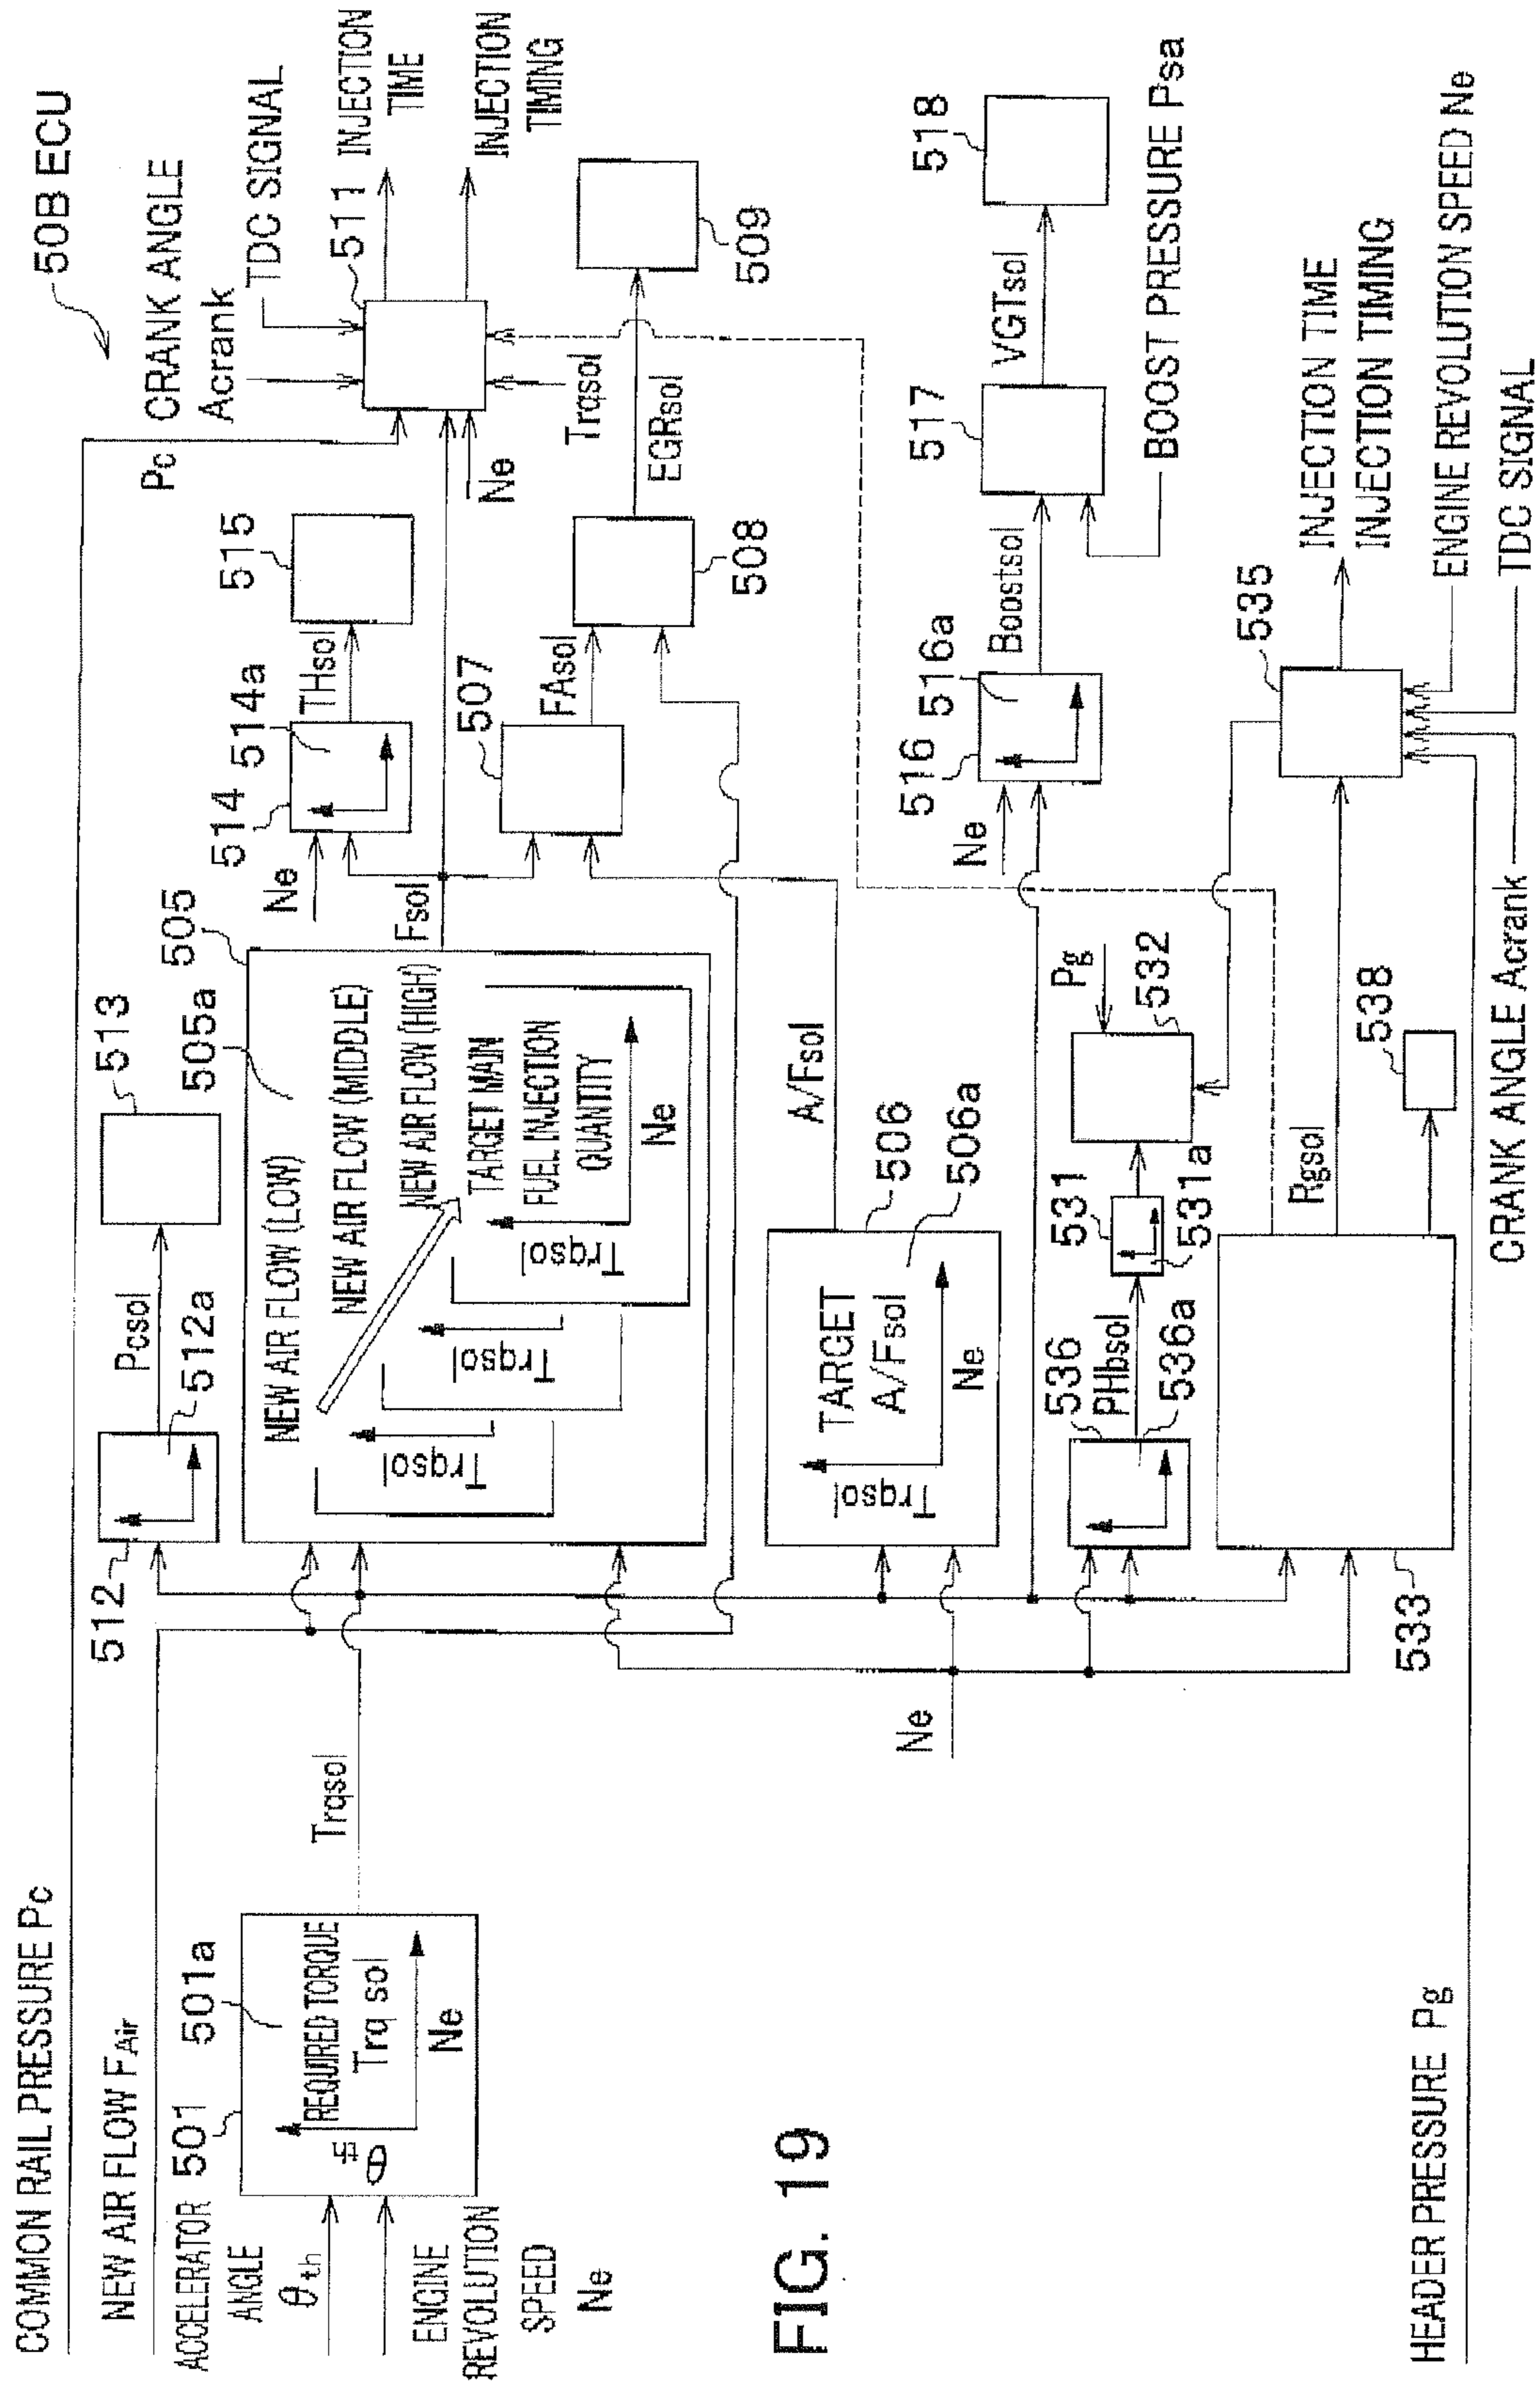 50B ECU
COMMON RAIL PRESSURE Pc
NEW AIR FLOW FAir
ACCELERATOR
ANGLE
θth
ENGINE
REVOLUTION
SPEED
Ne
501
501a
REQUIRED TORQUE
Trq sol
θth
Ne
Trqsol
512
512a
Pcsol
513
505
505a
NEW AIR FLOW (LOW)
NEW AIR FLOW (MIDDLE)
NEW AIR FLOW (HIGH)
TARGET MAIN
FUEL INJECTION
QUANTITY
Trqsol
Trqsol
Trqsol
Ne
Fsol
Ne
514
514a
THsol
515
507
FAsol
508
EGRsol
509
Pc
CRANK ANGLE
Acrank
TDC SIGNAL
511
INJECTION
TIME
INJECTION
TIMING
Ne
Trqsol
Ne
TARGET
A/Fsol
Trqsol
Ne
506
506a
A/Fsol
Ne
516
516a
Boostsol
517
VGTsol
518
BOOST PRESSURE Psa
536
PHbsol
536a
531
531a
Pg
532
533
Rgsol
538
535
INJECTION TIME
INJECTION TIMING
ENGINE REVOLUTION SPEED Ne
TDC SIGNAL
CRANK ANGLE Acrank
HEADER PRESSURE Pg
FIG. 19